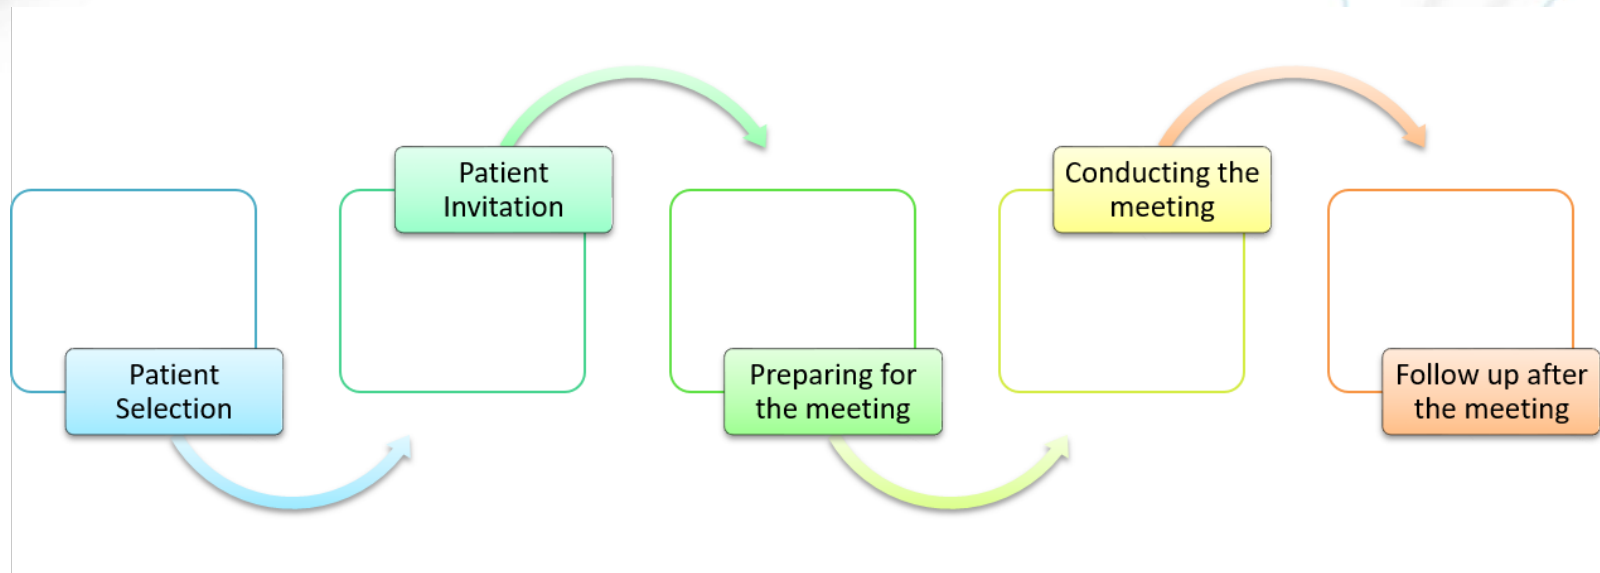 Patient
Selection
Patient
Invitation
Preparing for
the meeting
Conducting the
meeting
Follow up after
the meeting